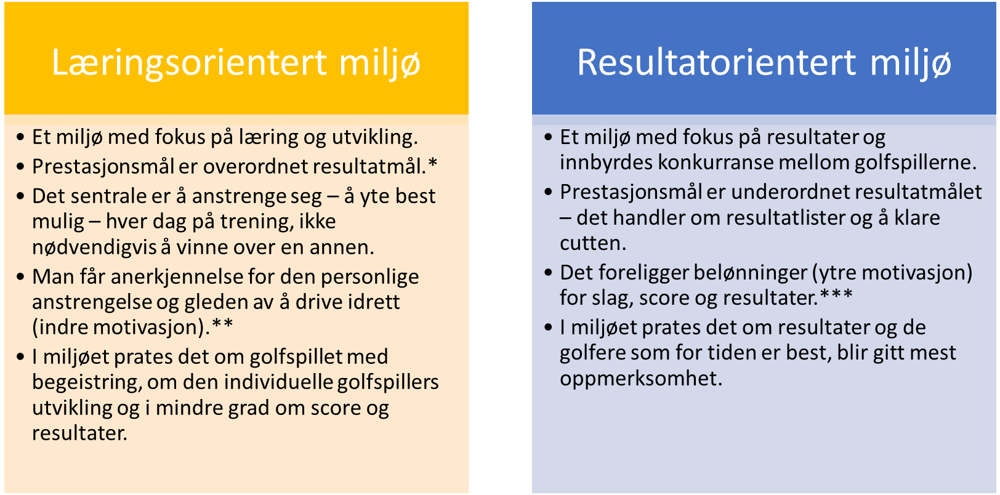 Læringsorientert miljø
• Et miljø med fokus på læring og utvikling.
• Prestasjonsmål er overordnet resultatmål.*
• Det sentrale er å anstrenge seg – å yte best
mulig – hver dag på trening, ikke
nødvendigvis å vinne over en annen.
• Man får anerkjennelse for den personlige
anstrengelse og gleden av å drive idrett
(indre motivasjon).**
• I miljøet prates det om golfspillet med
begeistring, om den individuelle golfspillers
utvikling og i mindre grad om score og
resultater.
Resultatorientert miljø
• Et miljø med fokus på resultater og
innbyrdes konkurranse mellom golfspillerne.
• Prestasjonsmål er underordnet resultatmålet
– det handler om resultatlister og å klare
cutten.
• Det foreligger belønninger (ytre motivasjon)
for slag, score og resultater.***
• I miljøet prates det om resultater og de
golfere som for tiden er best, blir gitt mest
oppmerksomhet.